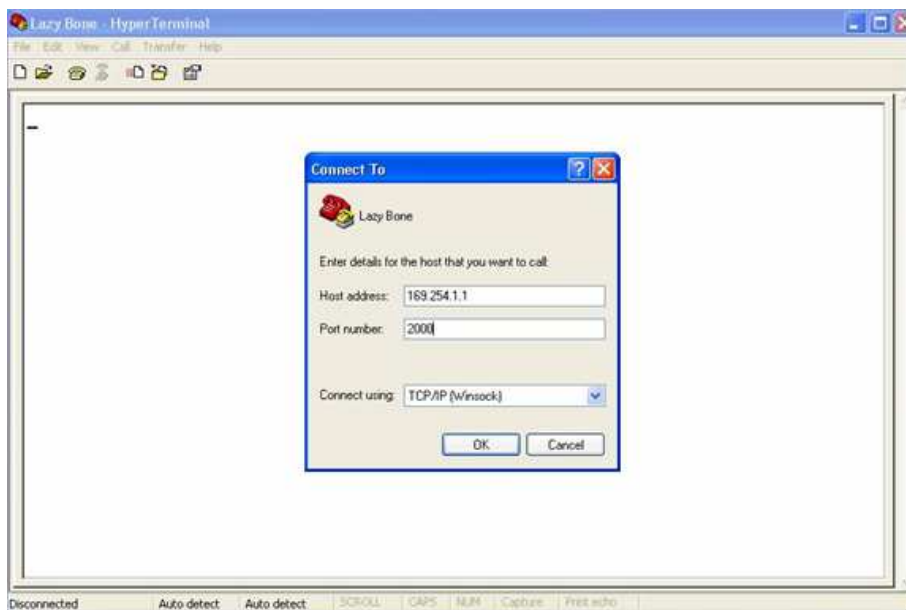 Lazy Bone - HyperTerminal
File Edit View Call Transfer Help
Connect To
Lazy Bone
Enter details for the host that you want to call:
Host address: 169.254.1.1
Port number: 2000
Connect using: TCP/IP (Winsock)
OK Cancel
Disconnected Auto detect Auto detect SCROLL CAPS NUM Capture Print echo